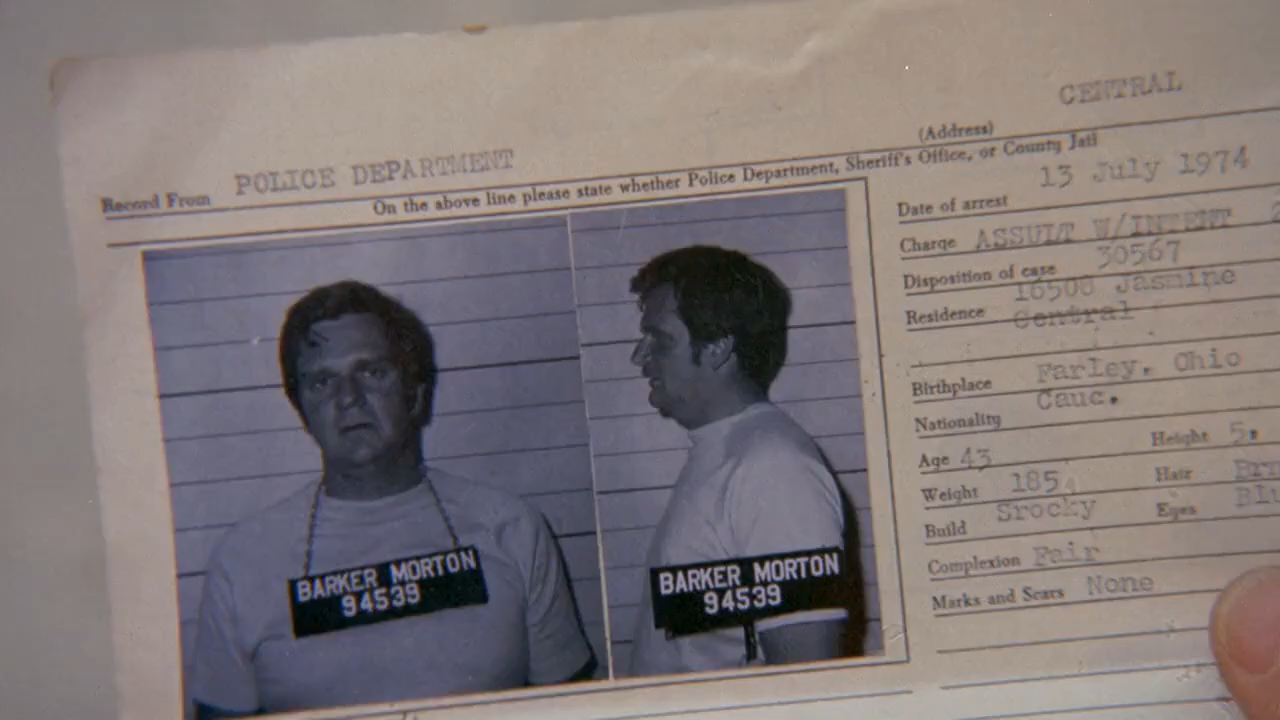 CENTRAL
(Address)
Record From POLICE DEPARTMENT
On the above line please state whether Police Department, Sheriff's Office, or County Jail
Date of arrest 13 July 1974
Charge ASSULT W/INTENT
Disposition of case 30567
Residence 16508 Jasmine
Central
Birthplace Farley, Ohio
Nationality Cauc.
Age 43 Height 5
Weight 185 Hair
Build Srocky Eyes
Complexion Fair
Marks and Scars None
BARKER MORTON
94539
BARKER MORTON
94539